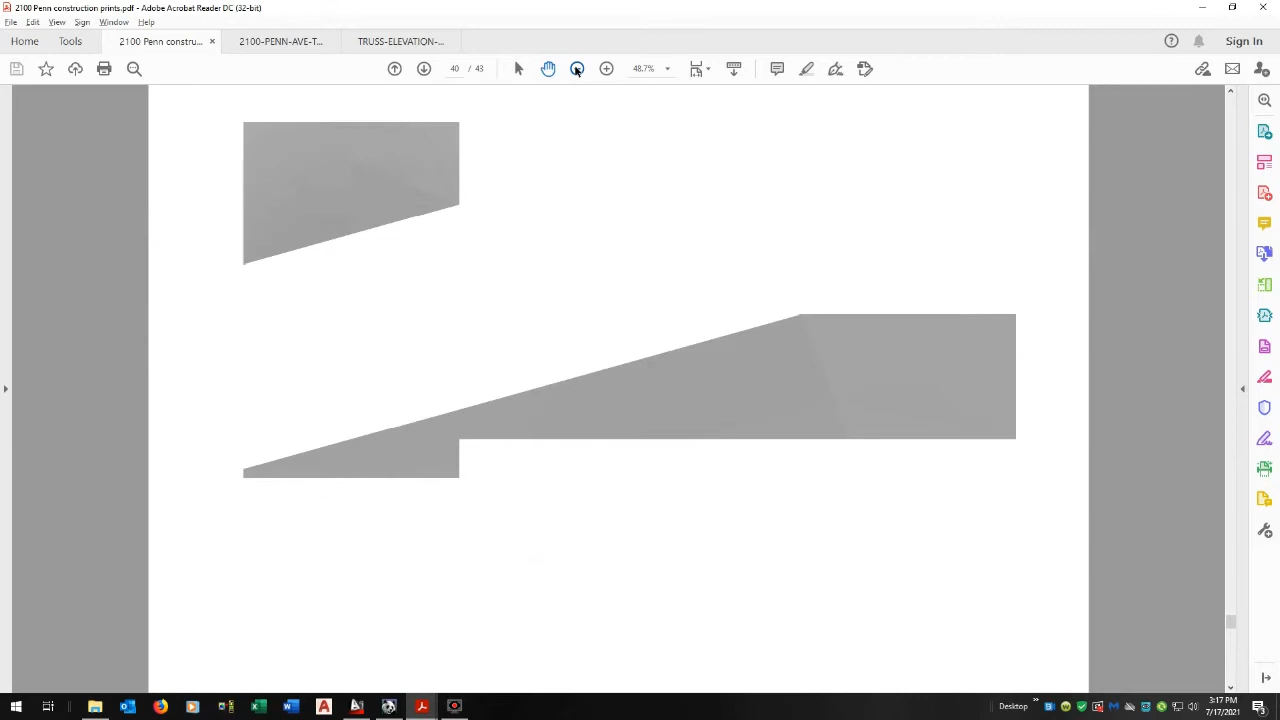 2100 Penn construction prints.pdf - Adobe Acrobat Reader DC (32-bit)
File Edit View Sign Window Help
Home Tools 2100 Penn constru... × 2100-PENN-AVE-T... TRUSS-ELEVATION-... Sign In
40 / 43 48.7%
Desktop 3:17 PM
7/17/2021